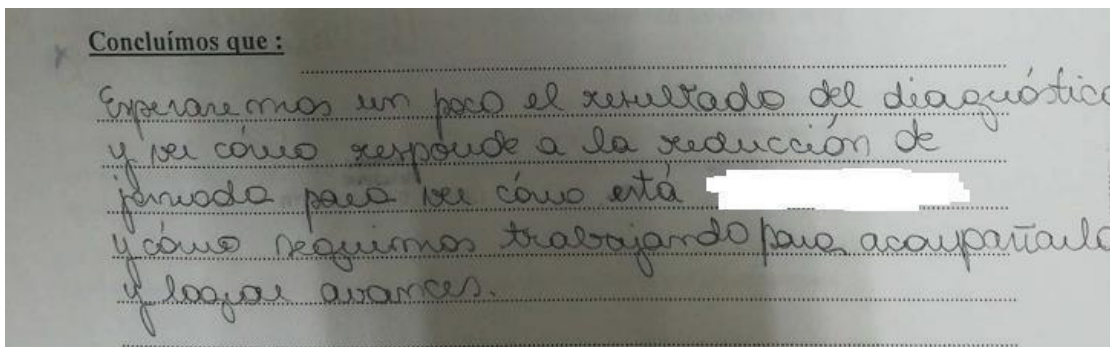 Concluímos que :
Esperaremos un poco el resultado del diagnóstico
y ver cómo responde a la reducción de
jornada para ver cómo está
y cómo seguimos trabajando para acompañarlo
y lograr avances.